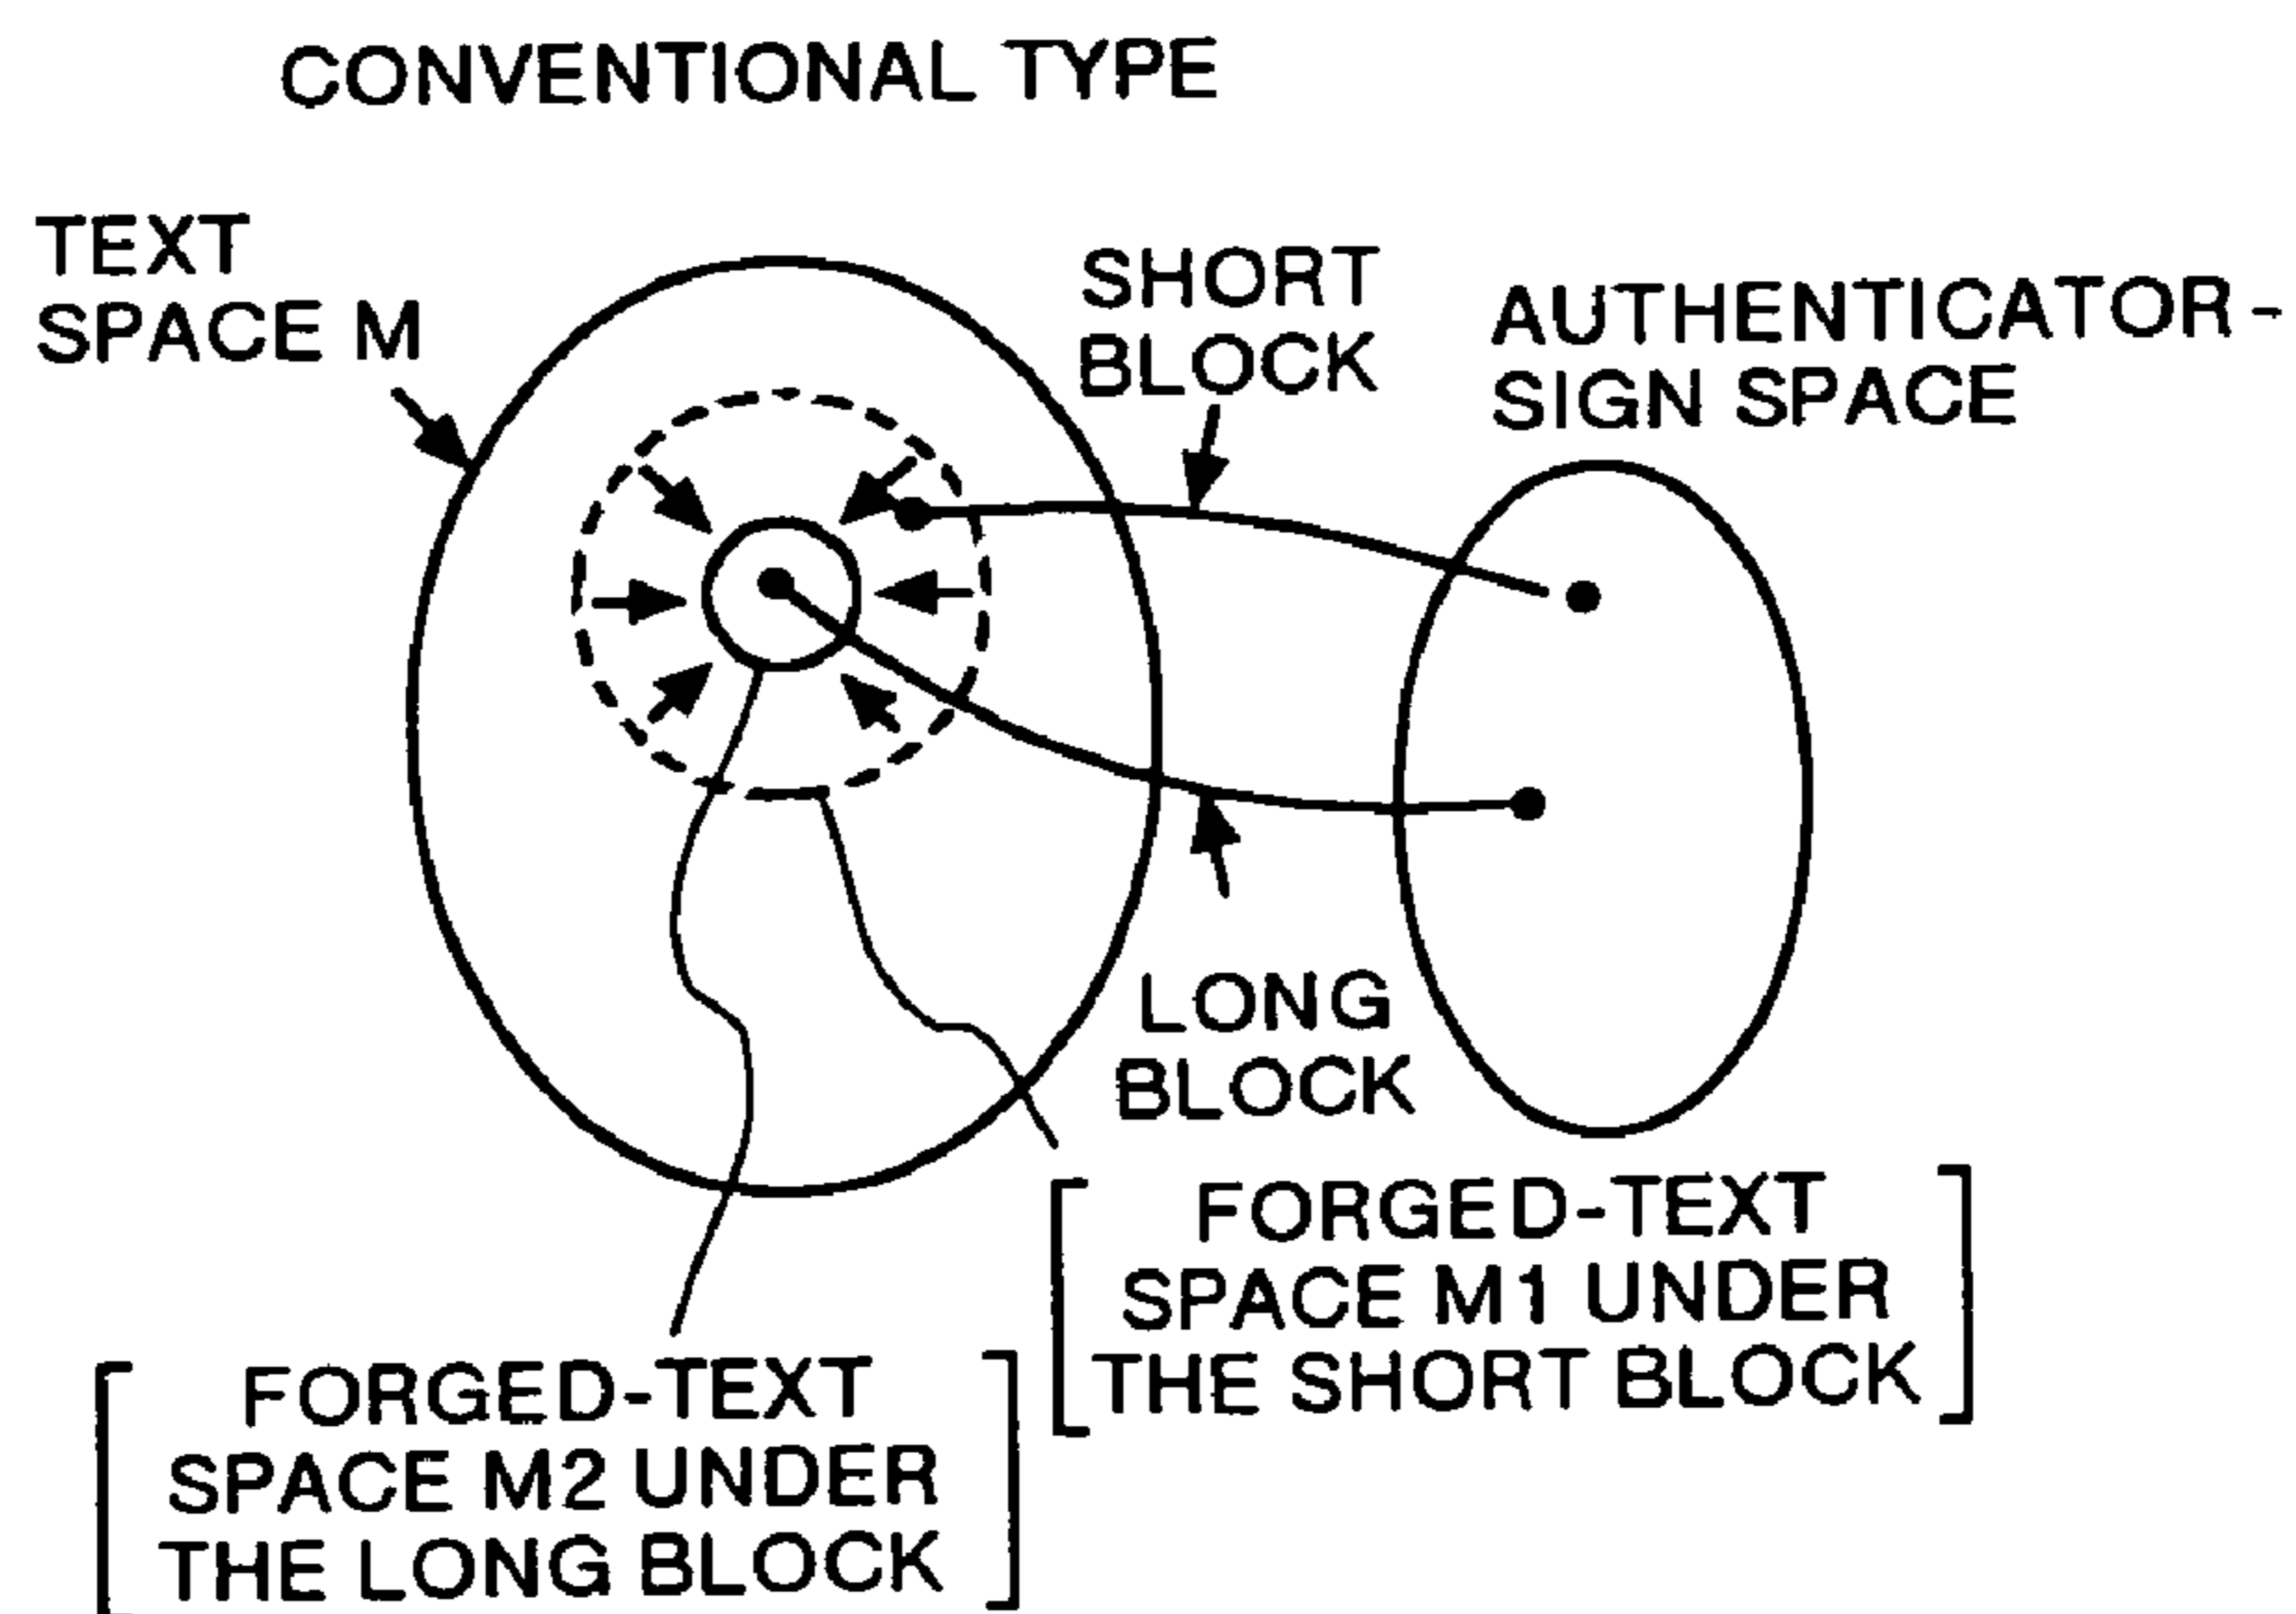 CONVENTIONAL TYPE
TEXT
SPACE M
SHORT
BLOCK
AUTHENTICATOR-
SIGN SPACE
LONG
BLOCK
FORGED-TEXT
SPACE M1 UNDER
THE SHORT BLOCK
FORGED-TEXT
SPACE M2 UNDER
THE LONG BLOCK